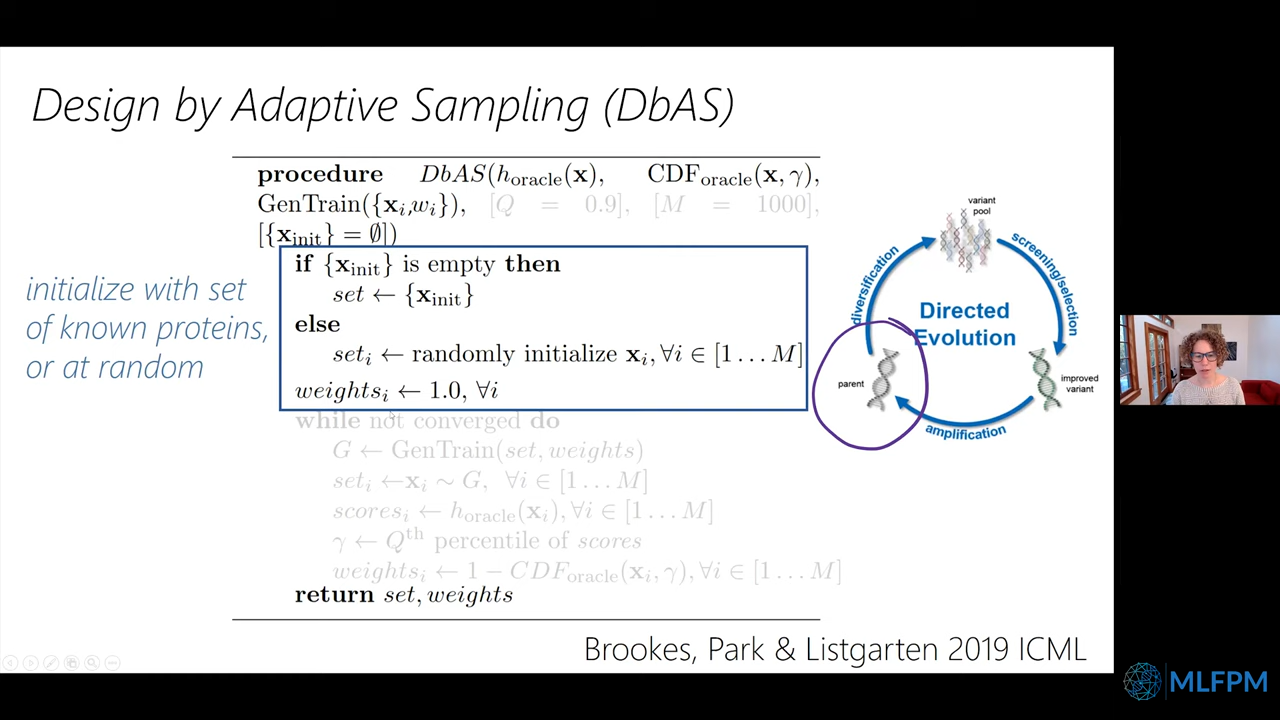 Design by Adaptive Sampling (DbAS)
procedure DbAS(h_oracle(x), CDF_oracle(x, γ),
GenTrain({x_i,w_i}), [Q = 0.9], [M = 1000],
[{x_init} = ∅])
if {x_init} is empty then
set ← {x_init}
else
set_i ← randomly initialize x_i, ∀i ∈ [1 . . . M]
weights_i ← 1.0, ∀i
while not converged do
G ← GenTrain(set, weights)
set_i ←x_i ∼ G, ∀i ∈ [1 . . . M]
scores_i ← h_oracle(x_i), ∀i ∈ [1 . . . M]
γ ← Q^th percentile of scores
weights_i ← 1 − CDF_oracle(x_i, γ), ∀i ∈ [1 . . . M]
return set, weights
initialize with set
of known proteins,
or at random
variant
pool
diversification
screening/selection
Directed
Evolution
parent
improved
variant
amplification
Brookes, Park & Listgarten 2019 ICML
MLFPM